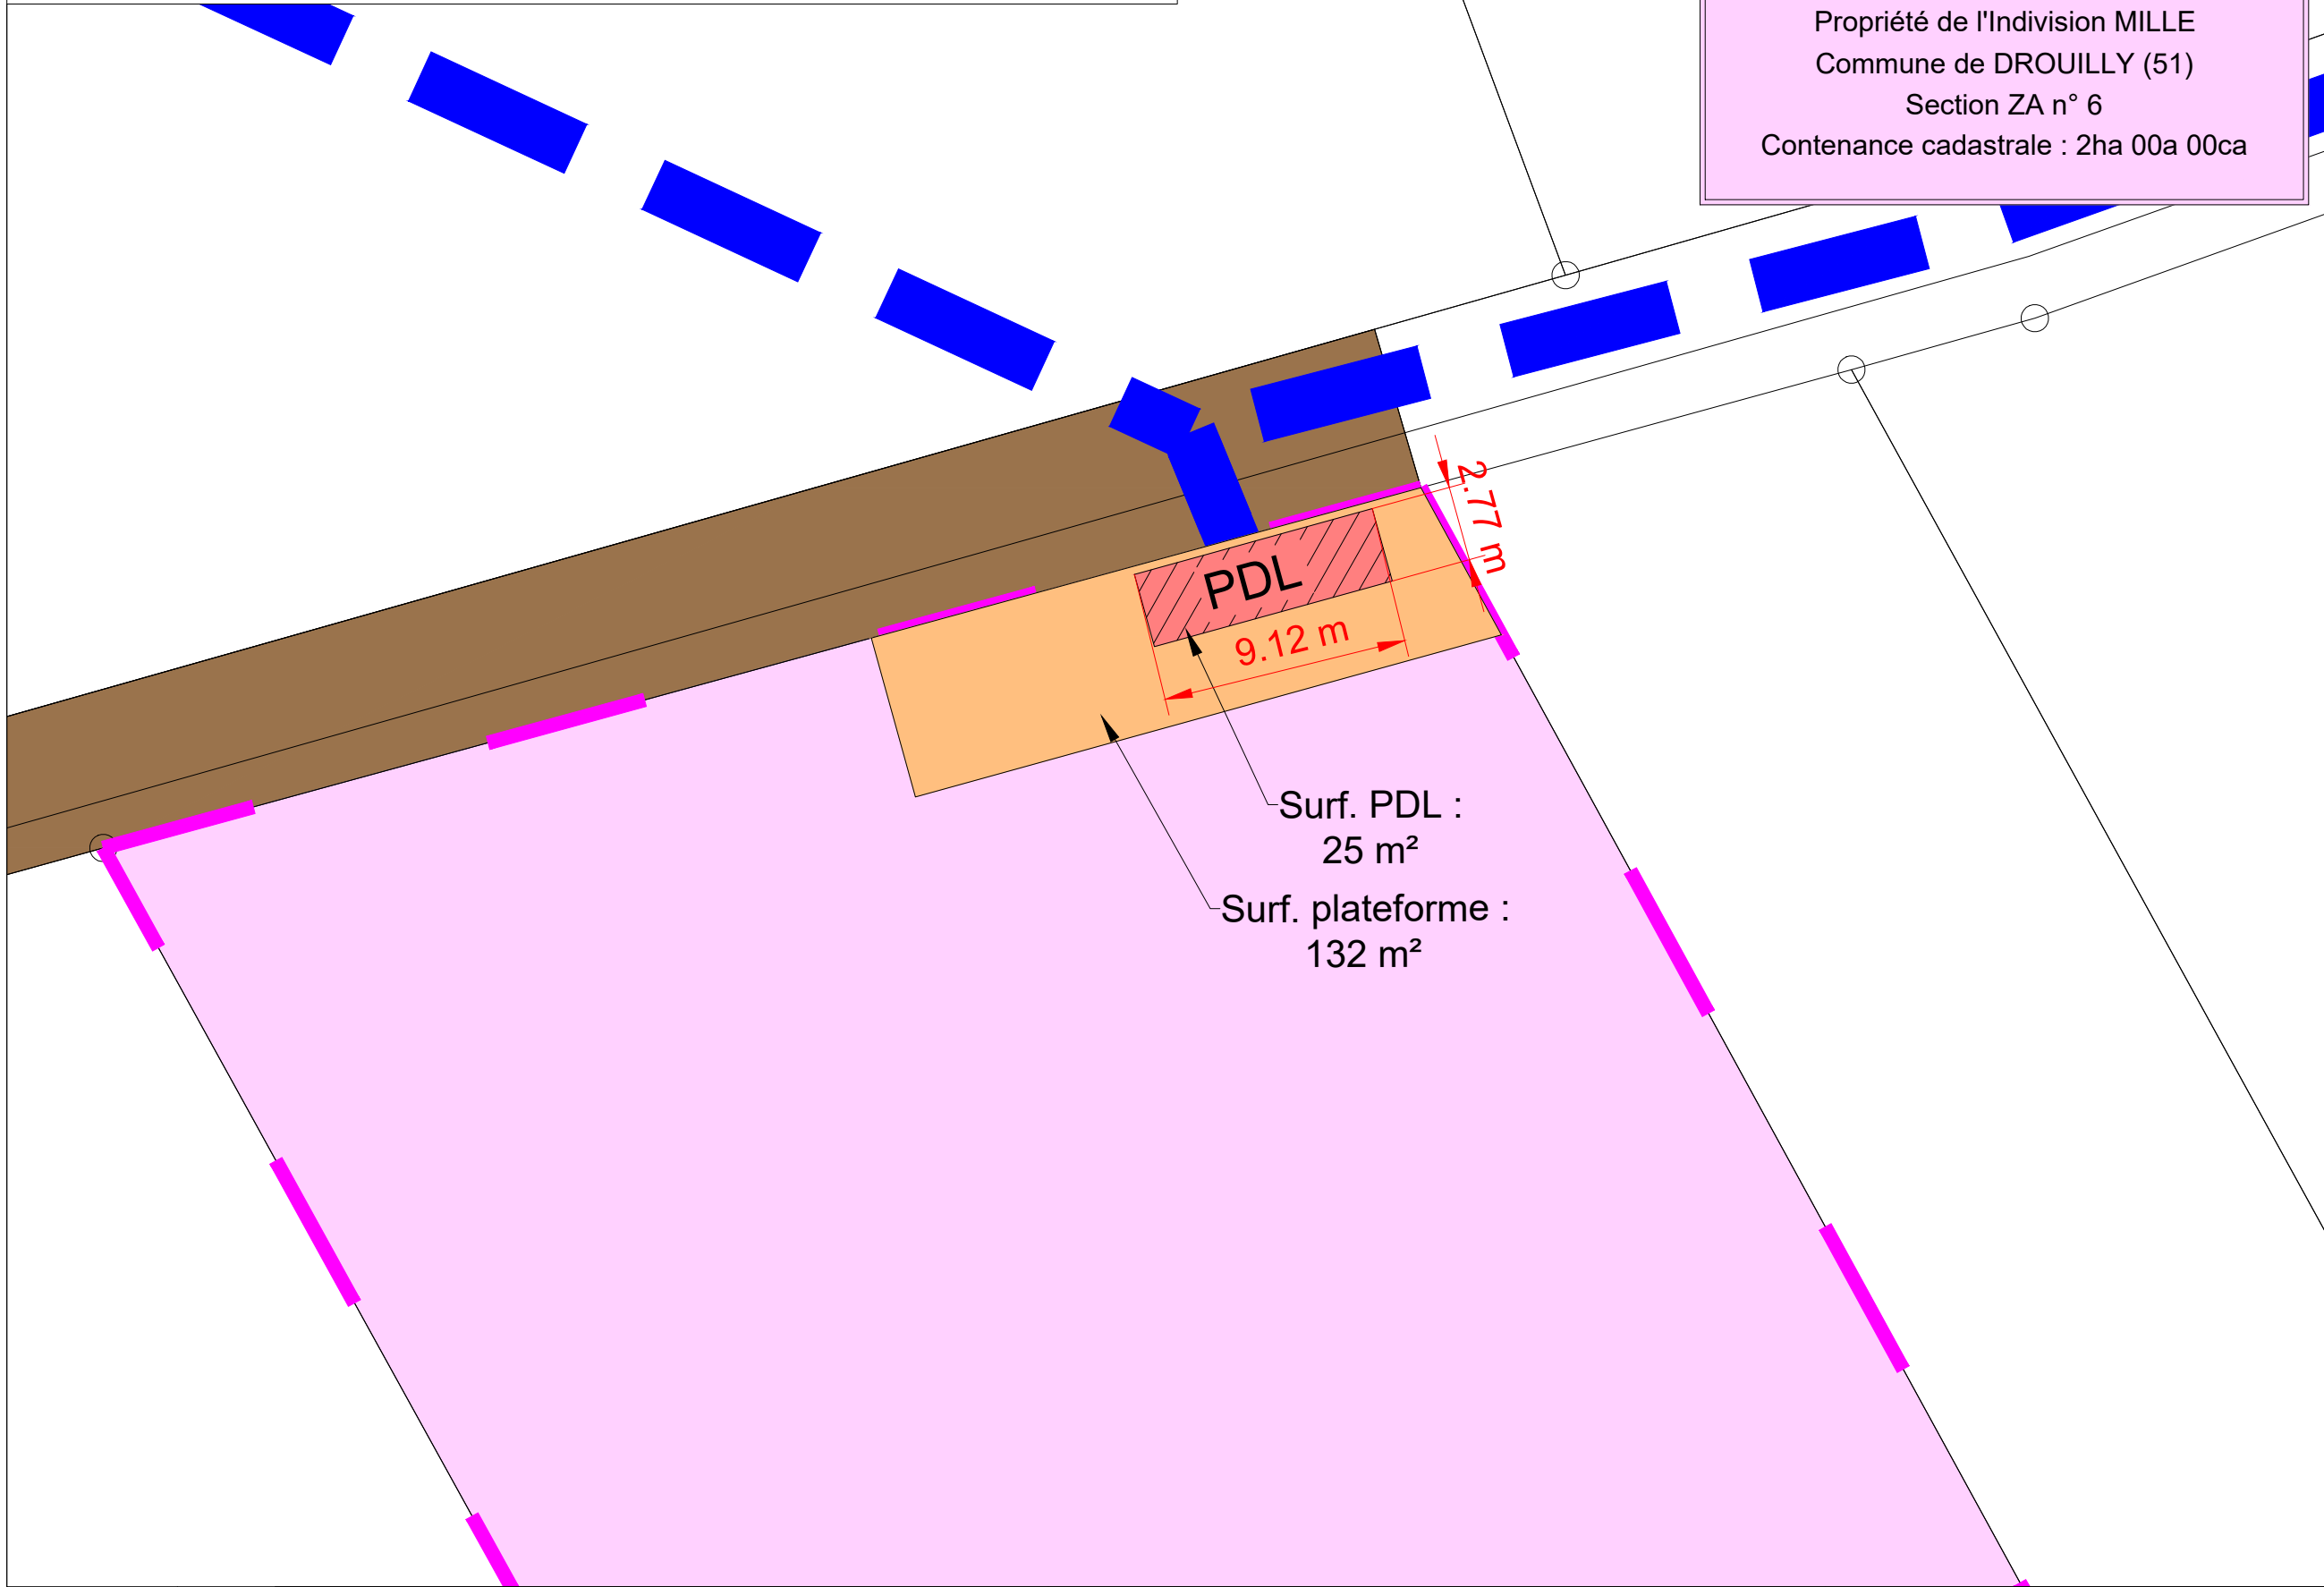 Propriété de l'Indivision MILLE
Commune de DROUILLY (51)
Section ZA n° 6
Contenance cadastrale : 2ha 00a 00ca
2.77 m
PDL
9.12 m
Surf. PDL :
25 m²
Surf. plateforme :
132 m²